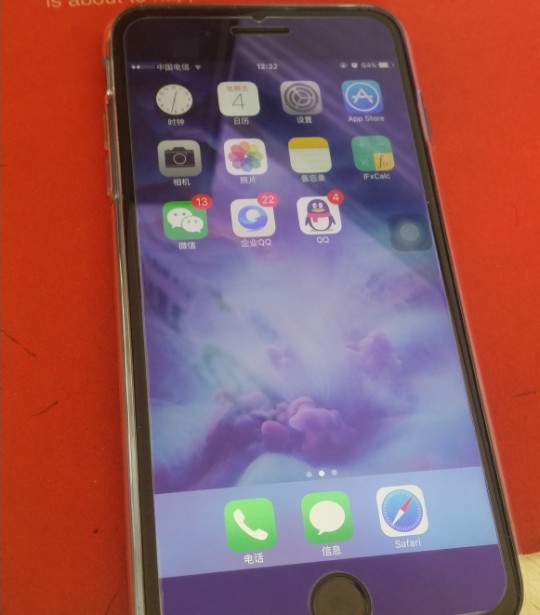 is about to
中国电信 12:32 64%
星期五
4
时钟 日历 设置 App Store
相机 照片 备忘录 iFxCalc
13 22 4
微信 企业QQ QQ
电话 信息 Safari